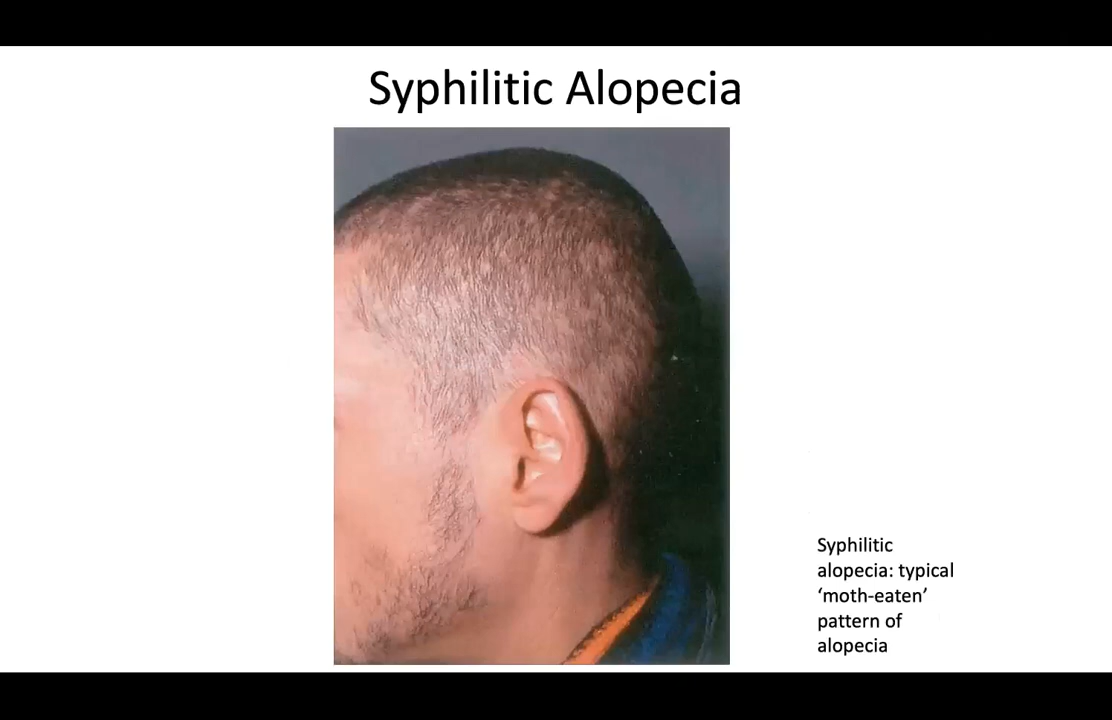 Syphilitic Alopecia
Syphilitic
alopecia: typical
‘moth-eaten’
pattern of
alopecia